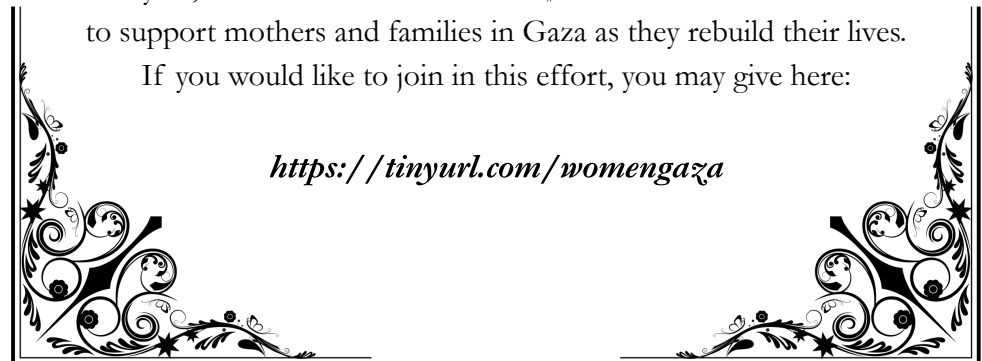 to support mothers and families in Gaza as they rebuild their lives.
If you would like to join in this effort, you may give here:
https://tinyurl.com/womengaza